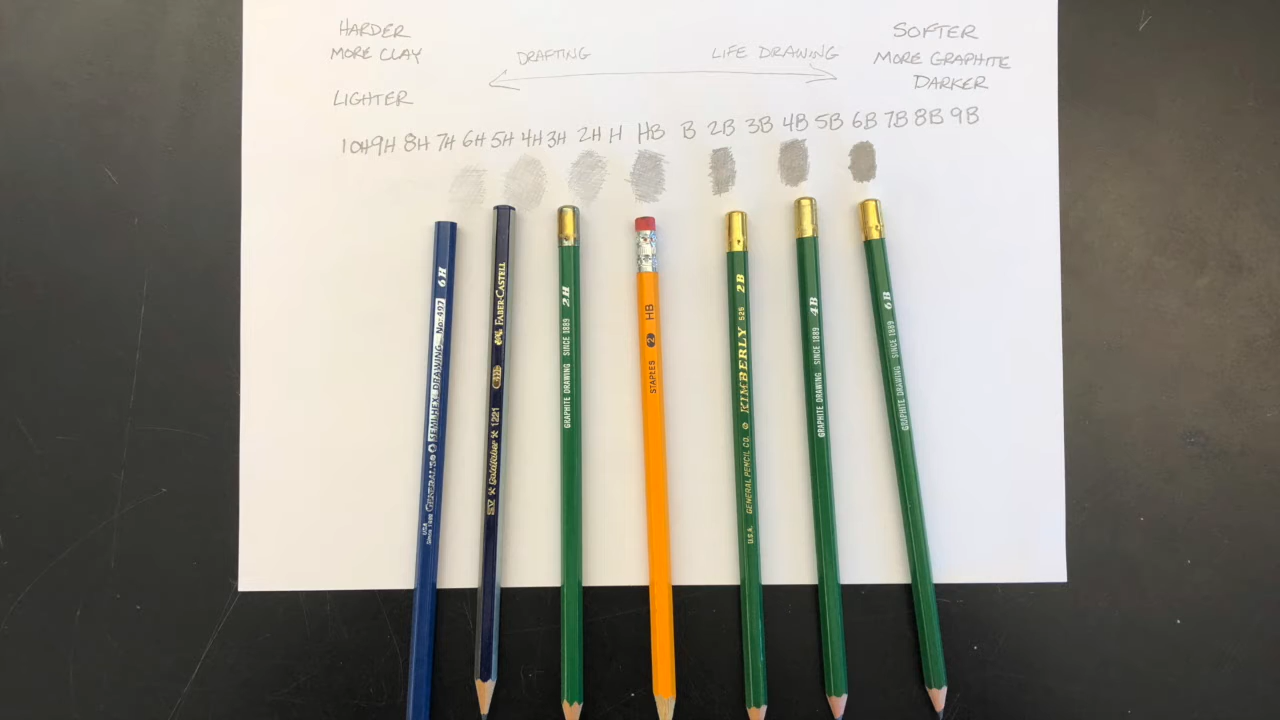 HARDER
MORE CLAY
LIGHTER
DRAFTING
LIFE DRAWING
SOFTER
MORE GRAPHITE
DARKER
10H 9H 8H 7H 6H 5H 4H 3H 2H H HB B 2B 3B 4B 5B 6B 7B 8B 9B
USA Since 1889 GENERAL'S SEMI-HEX DRAWING No. 497 6H
Goldfaber 1221 FABER-CASTELL
GRAPHITE DRAWING SINCE 1889 2H
STAPLES 2 HB
U.S.A. GENERAL PENCIL CO. KIMBERLY 525 2B
GRAPHITE DRAWING SINCE 1889 4B
GRAPHITE DRAWING SINCE 1889 6B